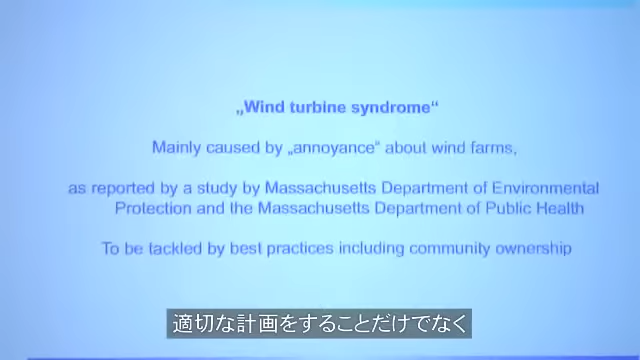 „Wind turbine syndrome“
Mainly caused by „annoyance“ about wind farms,
as reported by a study by Massachusetts Department of Environmental
Protection and the Massachusetts Department of Public Health
To be tackled by best practices including community ownership
適切な計画をすることだけでなく